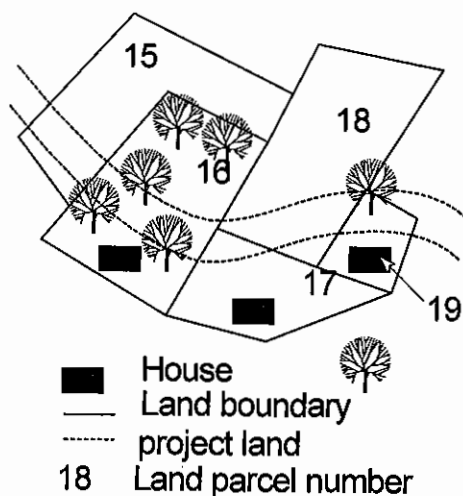 15
18
16
17
19
House
Land boundary
project land
18 Land parcel number